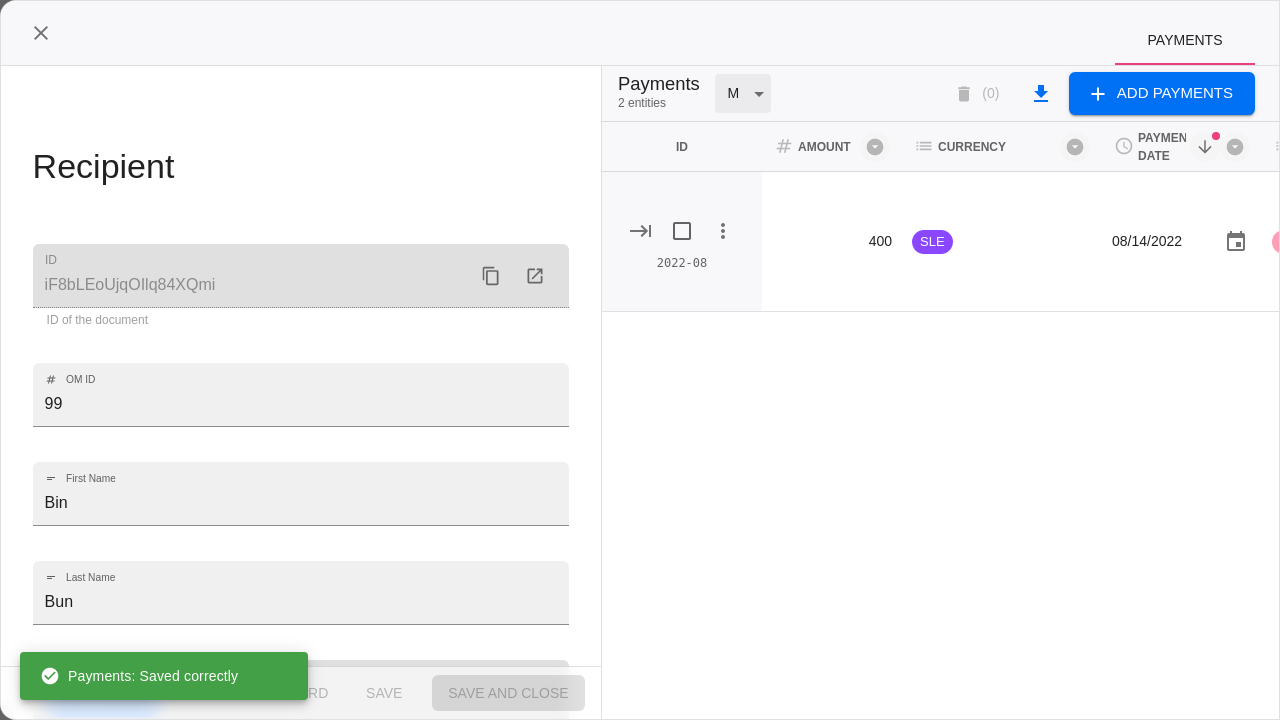 PAYMENTS
Payments
2 entities
M
(0)
ADD PAYMENTS
Recipient
ID
AMOUNT
CURRENCY
PAYMEN
DATE
2022-08
400
SLE
08/14/2022
ID
iF8bLEoUjqOIlq84XQmi
ID of the document
OM ID
99
First Name
Bin
Last Name
Bun
Payments: Saved correctly
RD
SAVE
SAVE AND CLOSE